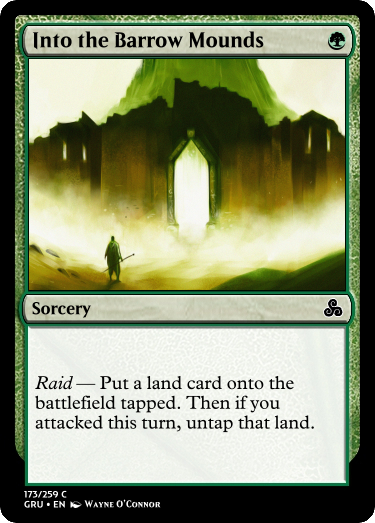 Into the Barrow Mounds
Sorcery
Raid — Put a land card onto the
battlefield tapped. Then if you
attacked this turn, untap that land.
173/259 C
GRU • EN Wayne O'Connor